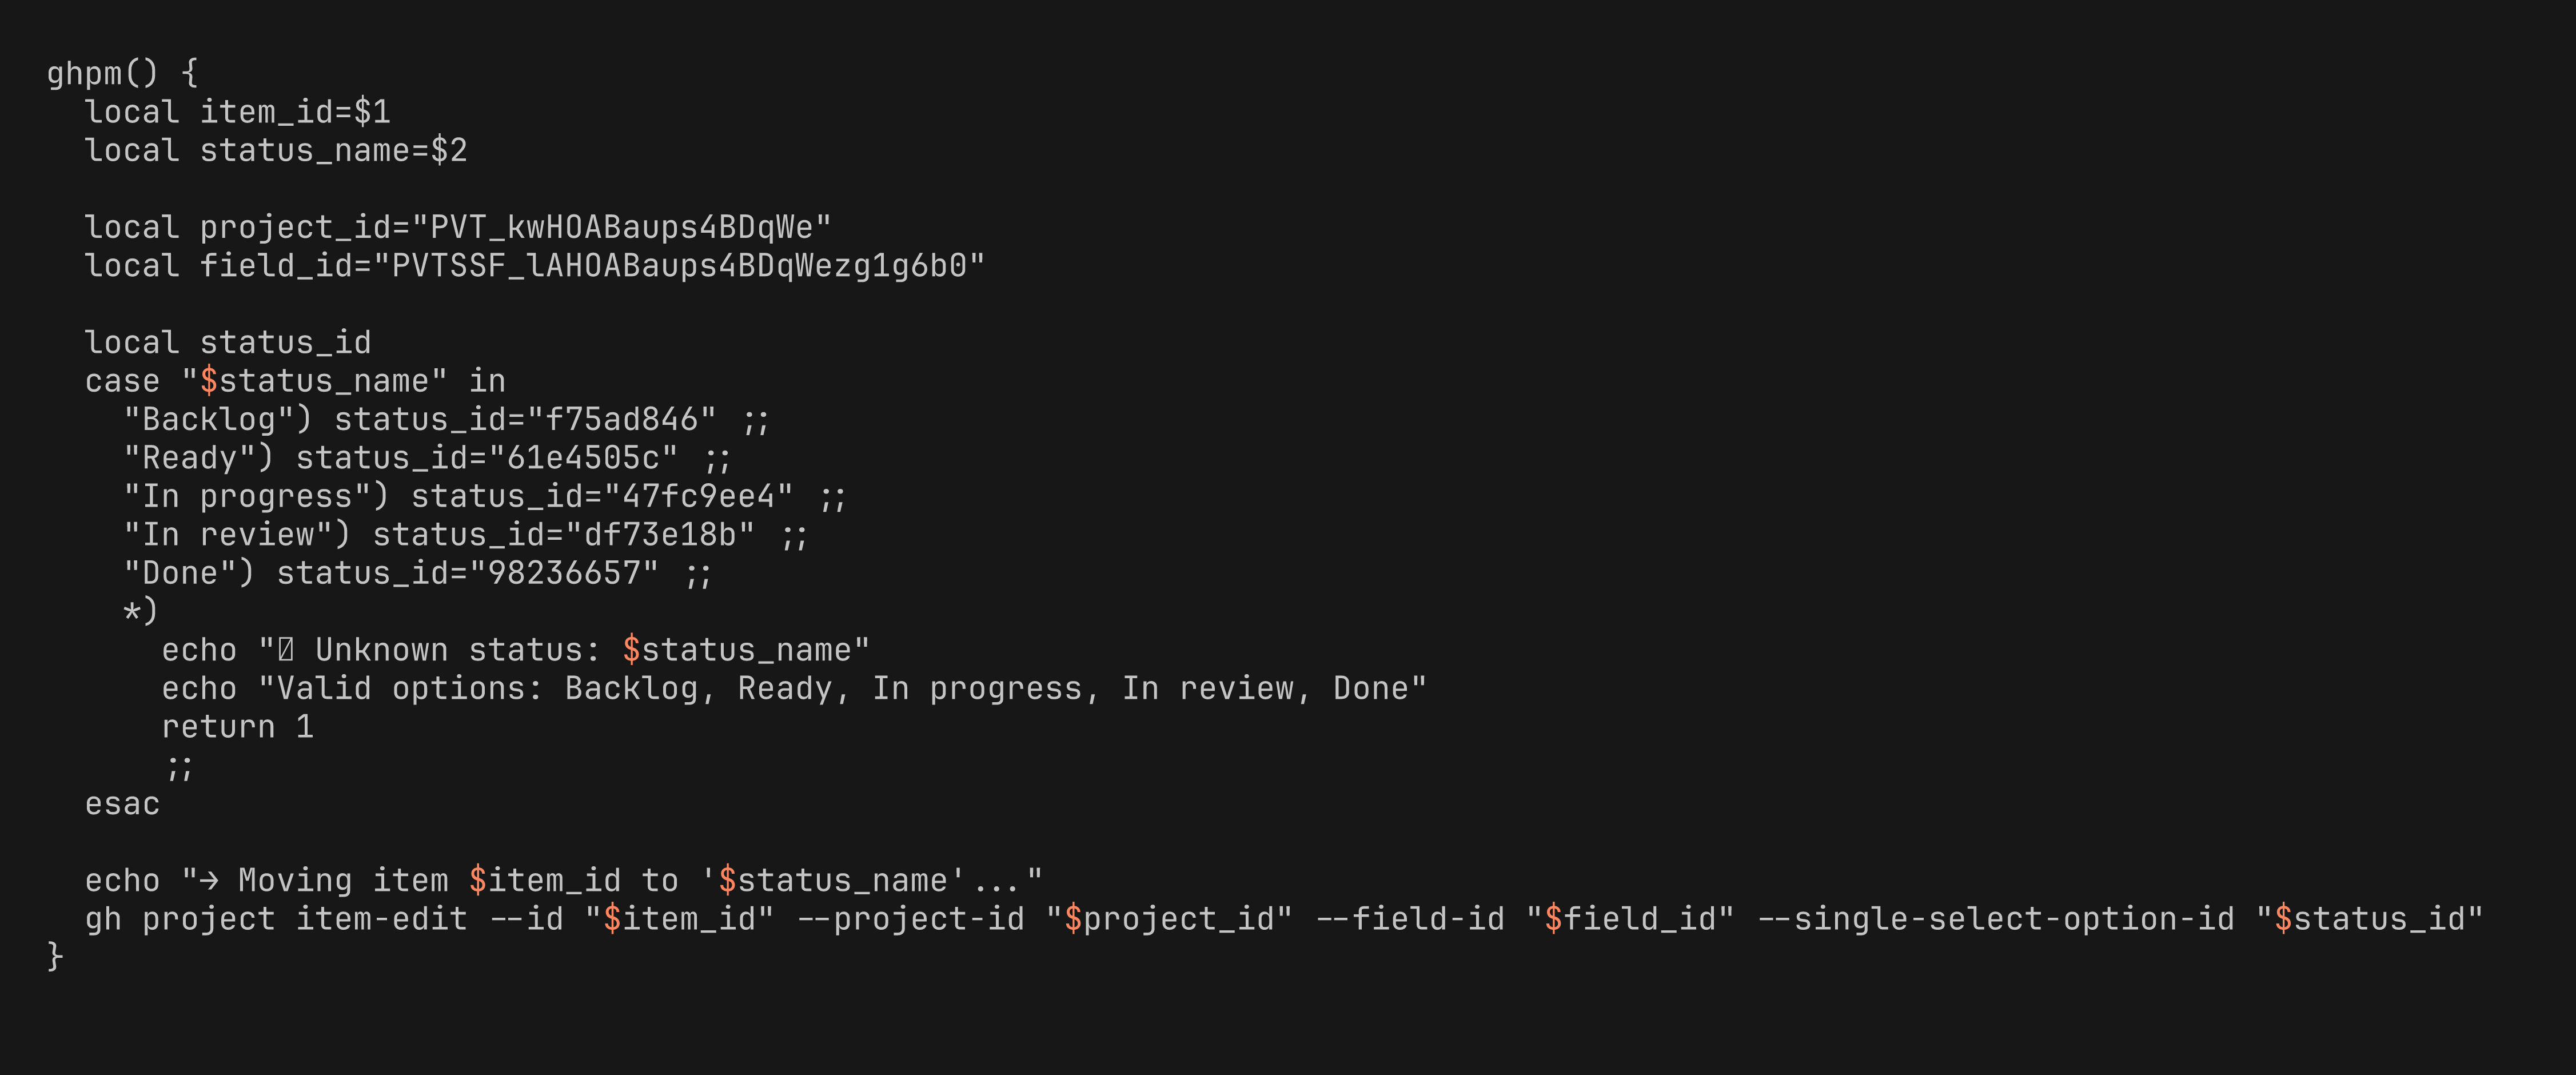 ghpm() {
  local item_id=$1
  local status_name=$2

  local project_id="PVT_kwHOABaups4BDqWe"
  local field_id="PVTSSF_lAHOABaups4BDqWezg1g6b0"

  local status_id
  case "$status_name" in
    "Backlog") status_id="f75ad846" ;;
    "Ready") status_id="61e4505c" ;;
    "In progress") status_id="47fc9ee4" ;;
    "In review") status_id="df73e18b" ;;
    "Done") status_id="98236657" ;;
    *)
      echo " Unknown status: $status_name"
      echo "Valid options: Backlog, Ready, In progress, In review, Done"
      return 1
      ;;
  esac

  echo "→ Moving item $item_id to '$status_name'..."
  gh project item-edit --id "$item_id" --project-id "$project_id" --field-id "$field_id" --single-select-option-id "$status_id"
}